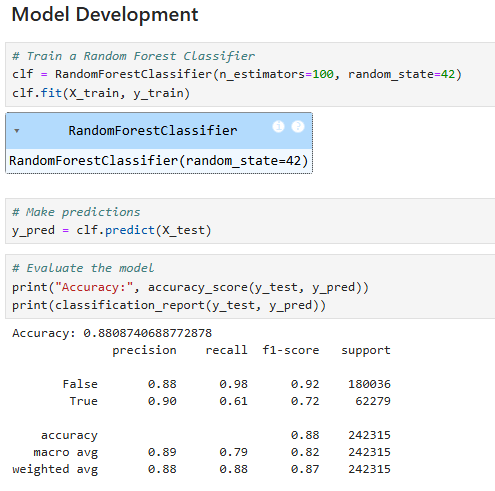 Model Development
# Train a Random Forest Classifier
clf = RandomForestClassifier(n_estimators=100, random_state=42)
clf.fit(X_train, y_train)
RandomForestClassifier i ?
RandomForestClassifier(random_state=42)
# Make predictions
y_pred = clf.predict(X_test)
# Evaluate the model
print("Accuracy:", accuracy_score(y_test, y_pred))
print(classification_report(y_test, y_pred))
Accuracy: 0.8808740688772878
precision recall f1-score support
False 0.88 0.98 0.92 180036
True 0.90 0.61 0.72 62279
accuracy 0.88 242315
macro avg 0.89 0.79 0.82 242315
weighted avg 0.88 0.88 0.87 242315